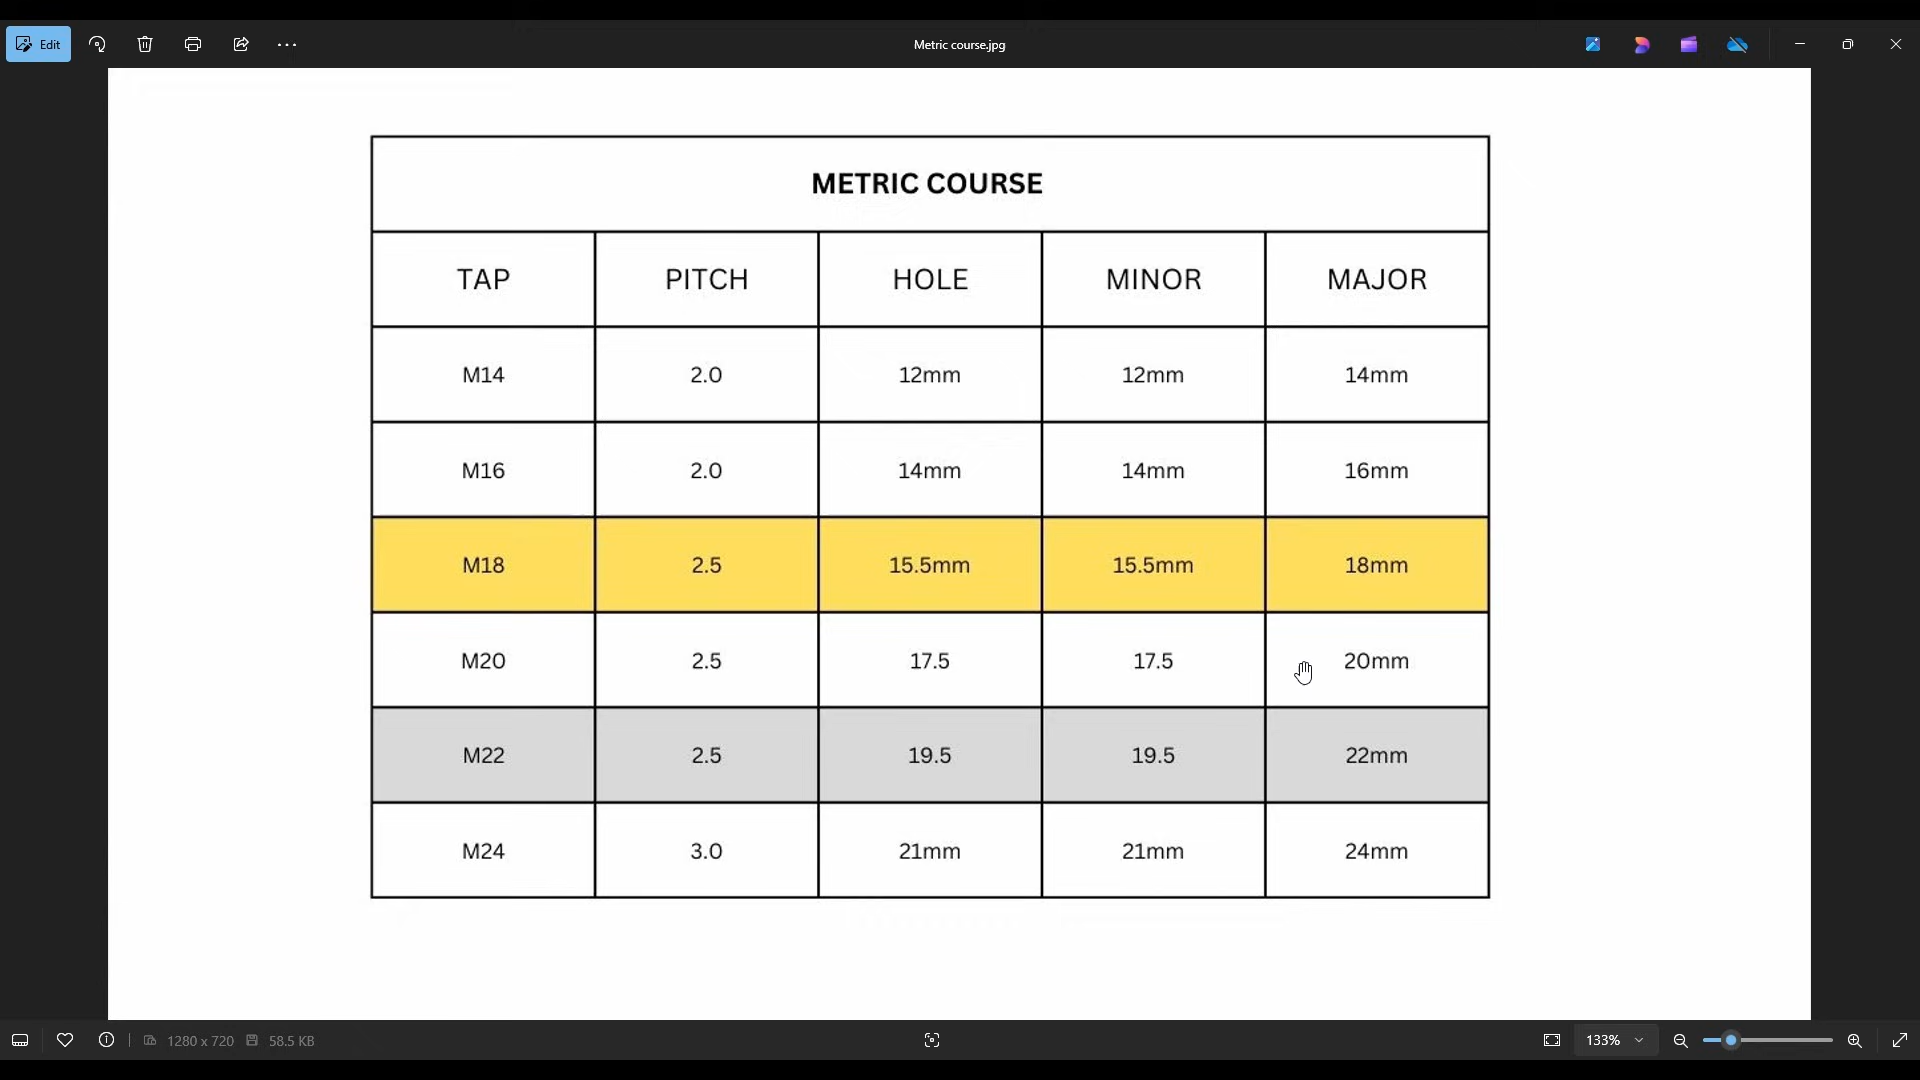 Edit
Metric course.jpg
METRIC COURSE
TAP PITCH HOLE MINOR MAJOR
M14 2.0 12mm 12mm 14mm
M16 2.0 14mm 14mm 16mm
M18 2.5 15.5mm 15.5mm 18mm
M20 2.5 17.5 17.5 20mm
M22 2.5 19.5 19.5 22mm
M24 3.0 21mm 21mm 24mm
1280 x 720 58.5 KB 133%